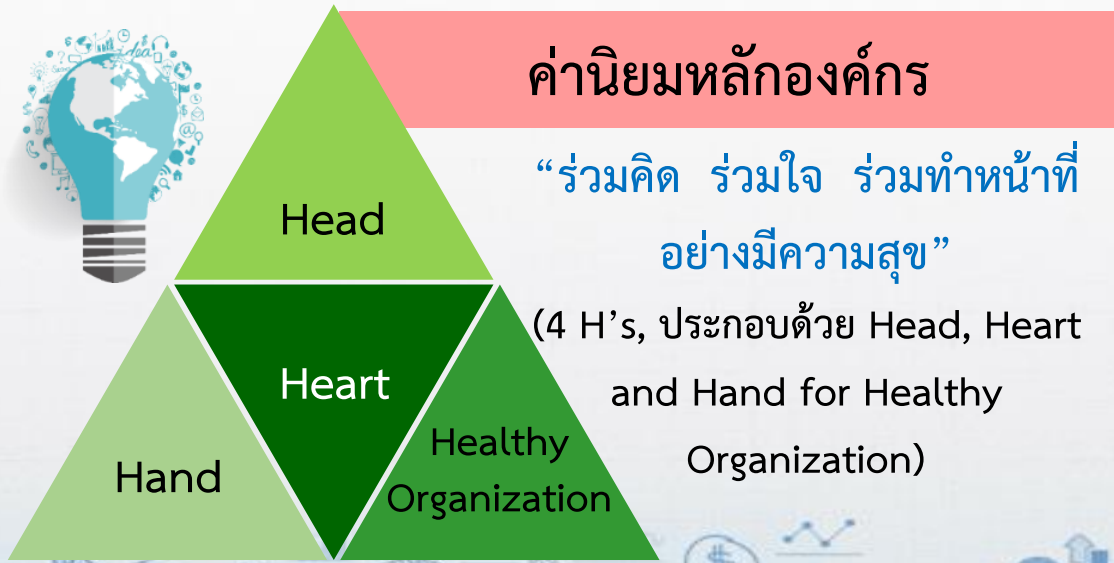 ค่านิยมหลักองค์กร
“ร่วมคิด ร่วมใจ ร่วมทำหน้าที่
อย่างมีความสุข”
(4 H’s, ประกอบด้วย Head, Heart
and Hand for Healthy
Organization)
idea
Head
Heart
Hand
Healthy
Organization